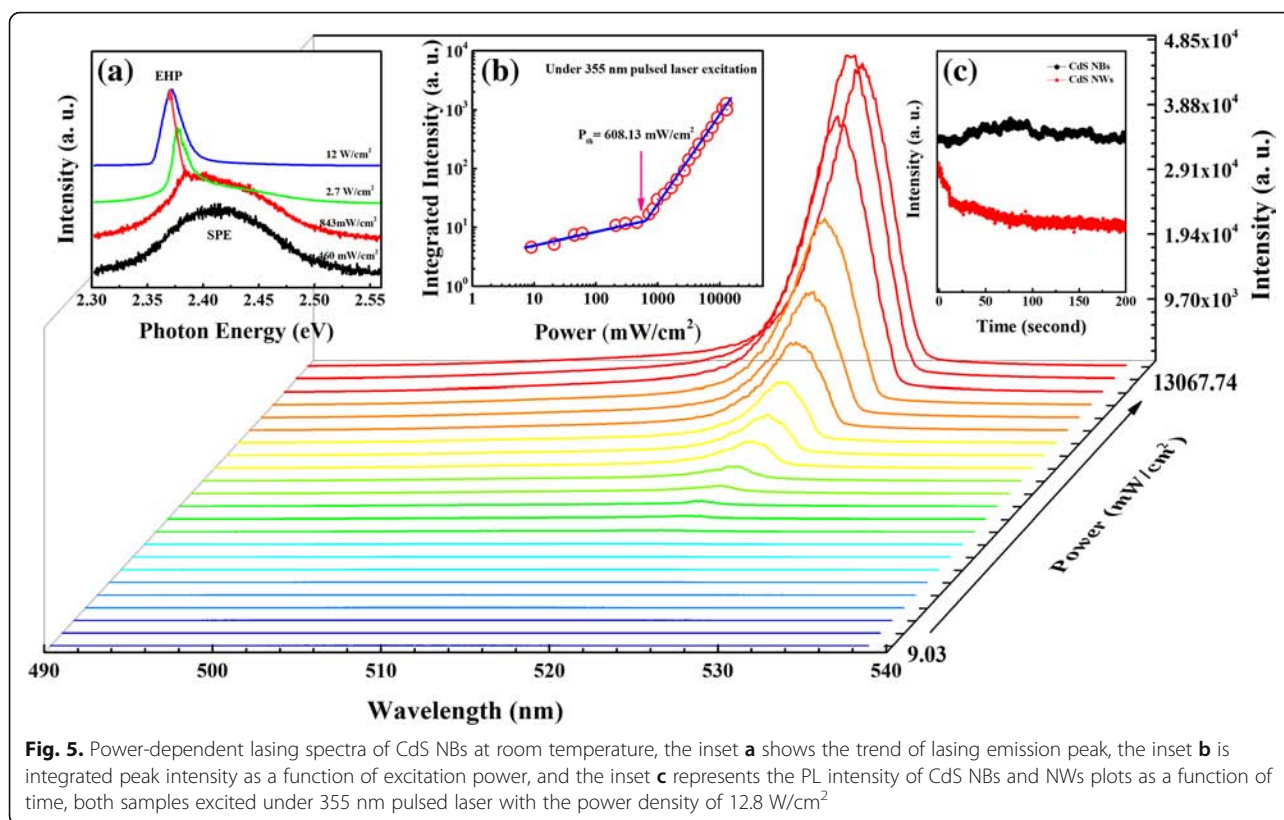 (a)
EHP
12 W/cm²
2.7 W/cm²
843mW/cm²
460 mW/cm²
SPE
Intensity (a. u.)
2.30 2.35 2.40 2.45 2.50 2.55
Photon Energy (eV)
(b)
Under 355 nm pulsed laser excitation
P_th= 608.13 mW/cm²
Integrated Intensity (a. u.)
10⁴
10³
10²
10¹
10⁰
1 10 100 1000 10000
Power (mW/cm²)
(c)
CdS NBs
CdS NWs
Intensity (a. u.)
0 50 100 150 200
Time (second)
4.85x10⁴
3.88x10⁴
2.91x10⁴
1.94x10⁴
9.70x10³
Intensity (a. u.)
13067.74
Power (mW/cm²)
9.03
490 500 510 520 530 540
Wavelength (nm)
Fig. 5. Power-dependent lasing spectra of CdS NBs at room temperature, the inset a shows the trend of lasing emission peak, the inset b is
integrated peak intensity as a function of excitation power, and the inset c represents the PL intensity of CdS NBs and NWs plots as a function of
time, both samples excited under 355 nm pulsed laser with the power density of 12.8 W/cm²